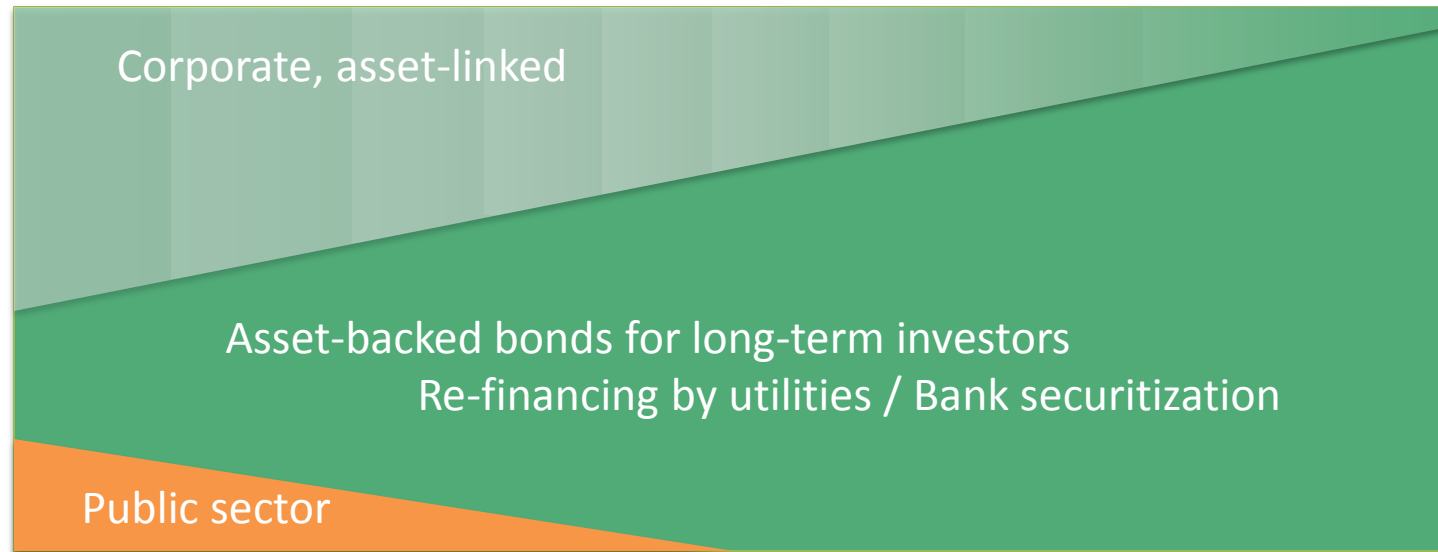 Corporate, asset-linked
Asset-backed bonds for long-term investors
Re-financing by utilities / Bank securitization
Public sector